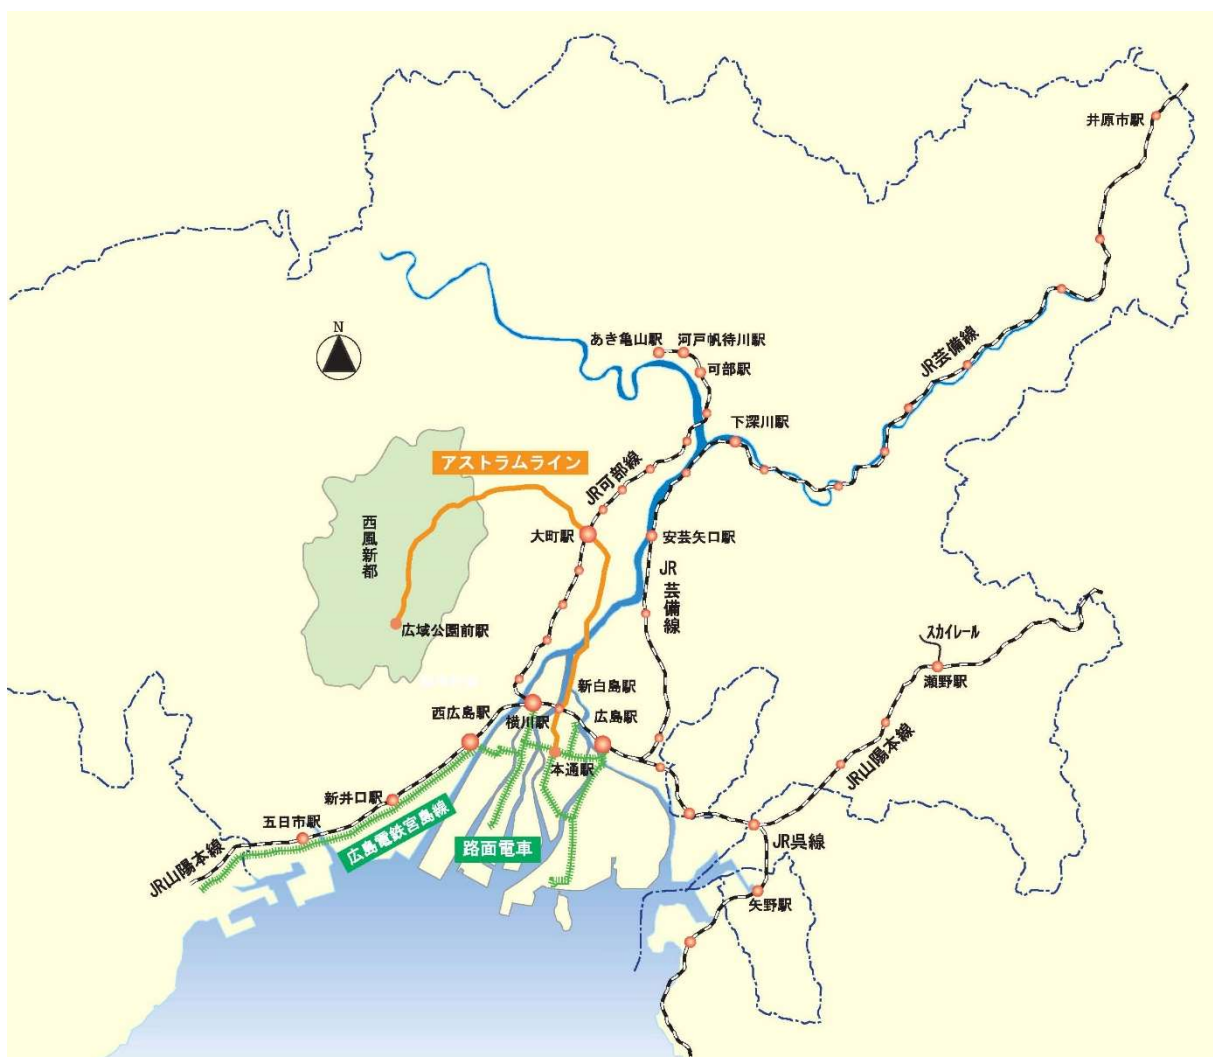 井原市駅
N
あき亀山駅
河戸帆待川駅
可部駅
JR芸備線
下深川駅
アストラムライン
JR可部線
西風新都
大町駅
安芸矢口駅
JR芸備線
広域公園前駅
スカイレール
瀬野駅
新白島駅
西広島駅
横川駅
広島駅
JR山陽本線
本通駅
新井口駅
五日市駅
広島電鉄宮島線
路面電車
JR呉線
JR山陽本線
矢野駅